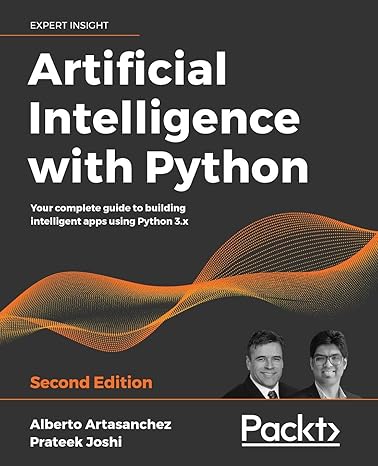 EXPERT INSIGHT
Artificial
Intelligence
with Python
Your complete guide to building
intelligent apps using Python 3.x
Second Edition
Alberto Artasanchez
Prateek Joshi
Packt>